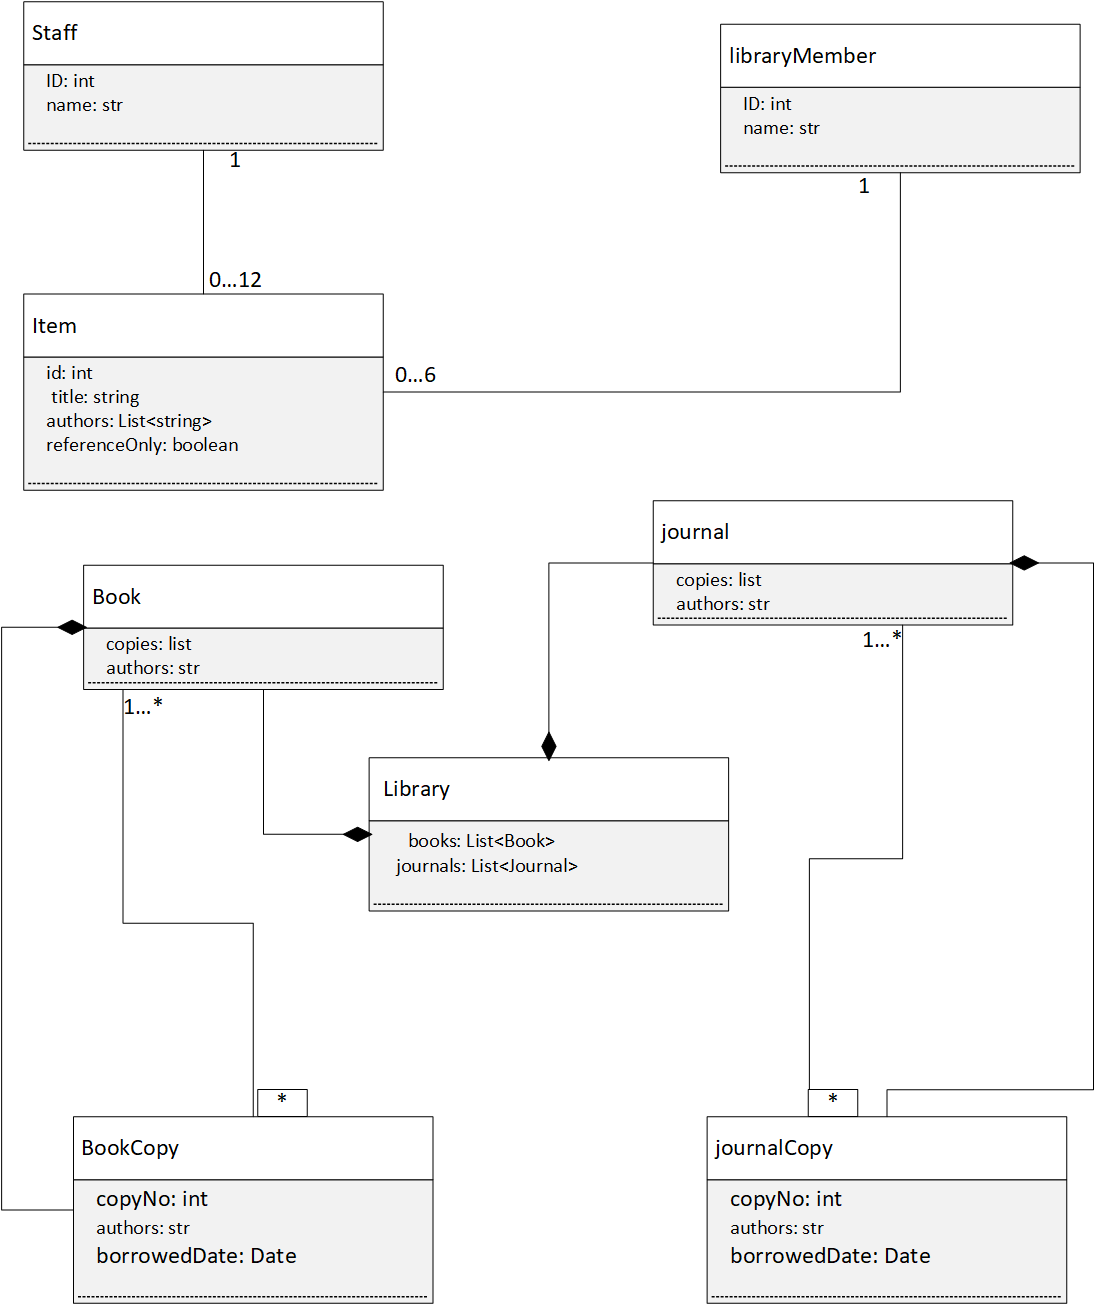 Staff
ID: int
name: str
1
libraryMember
ID: int
name: str
1
0...12
Item
id: int
title: string
authors: List<string>
referenceOnly: boolean
0...6
journal
copies: list
authors: str
1...*
Book
copies: list
authors: str
1...*
Library
books: List<Book>
journals: List<Journal>
*
BookCopy
copyNo: int
authors: str
borrowedDate: Date
*
journalCopy
copyNo: int
authors: str
borrowedDate: Date